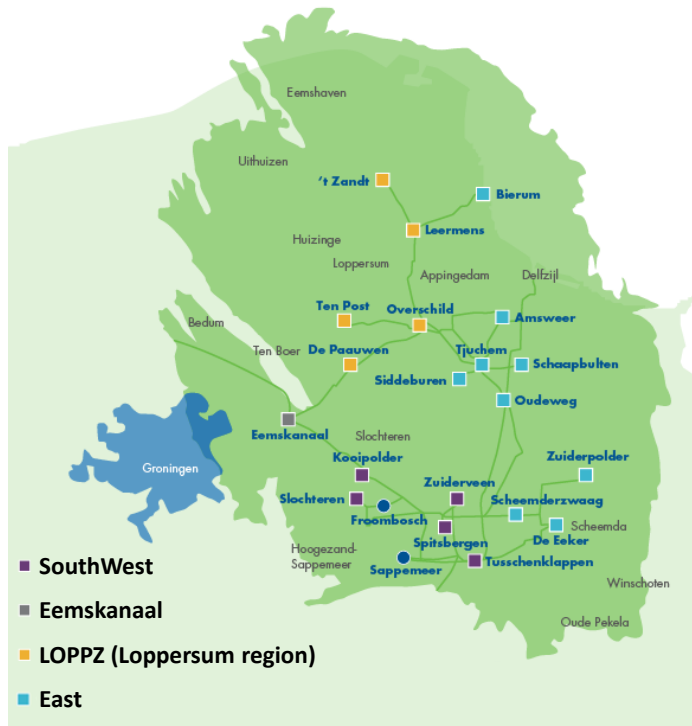 Eemshaven
Uithuizen
't Zandt
Bierum
Leermens
Huizinge
Loppersum
Appingedam
Delfzijl
Ten Post
Overschild
Amsweer
Bedum
Ten Boer
De Paauwen
Tjuchem
Schaapbulten
Siddeburen
Oudeweg
Eemskanaal
Slochteren
Kooipolder
Zuiderpolder
Groningen
Zuiderveen
Slochteren
Scheemderzwaag
Froombosch
Scheemda
Spitsbergen
De Eeker
Hoogezand-
Sappemeer
Sappemeer
Tusschenklappen
Winschoten
Oude Pekela
SouthWest
Eemskanaal
LOPPZ (Loppersum region)
East